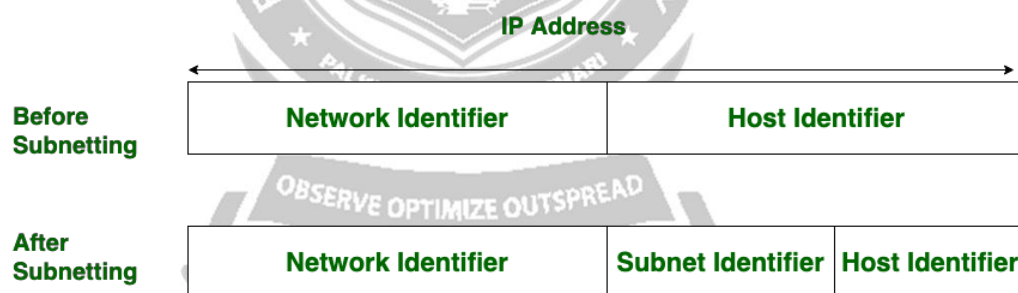 IP Address
Before
Subnetting
Network Identifier
Host Identifier
OBSERVE OPTIMIZE OUTSPREAD
After
Subnetting
Network Identifier
Subnet Identifier
Host Identifier